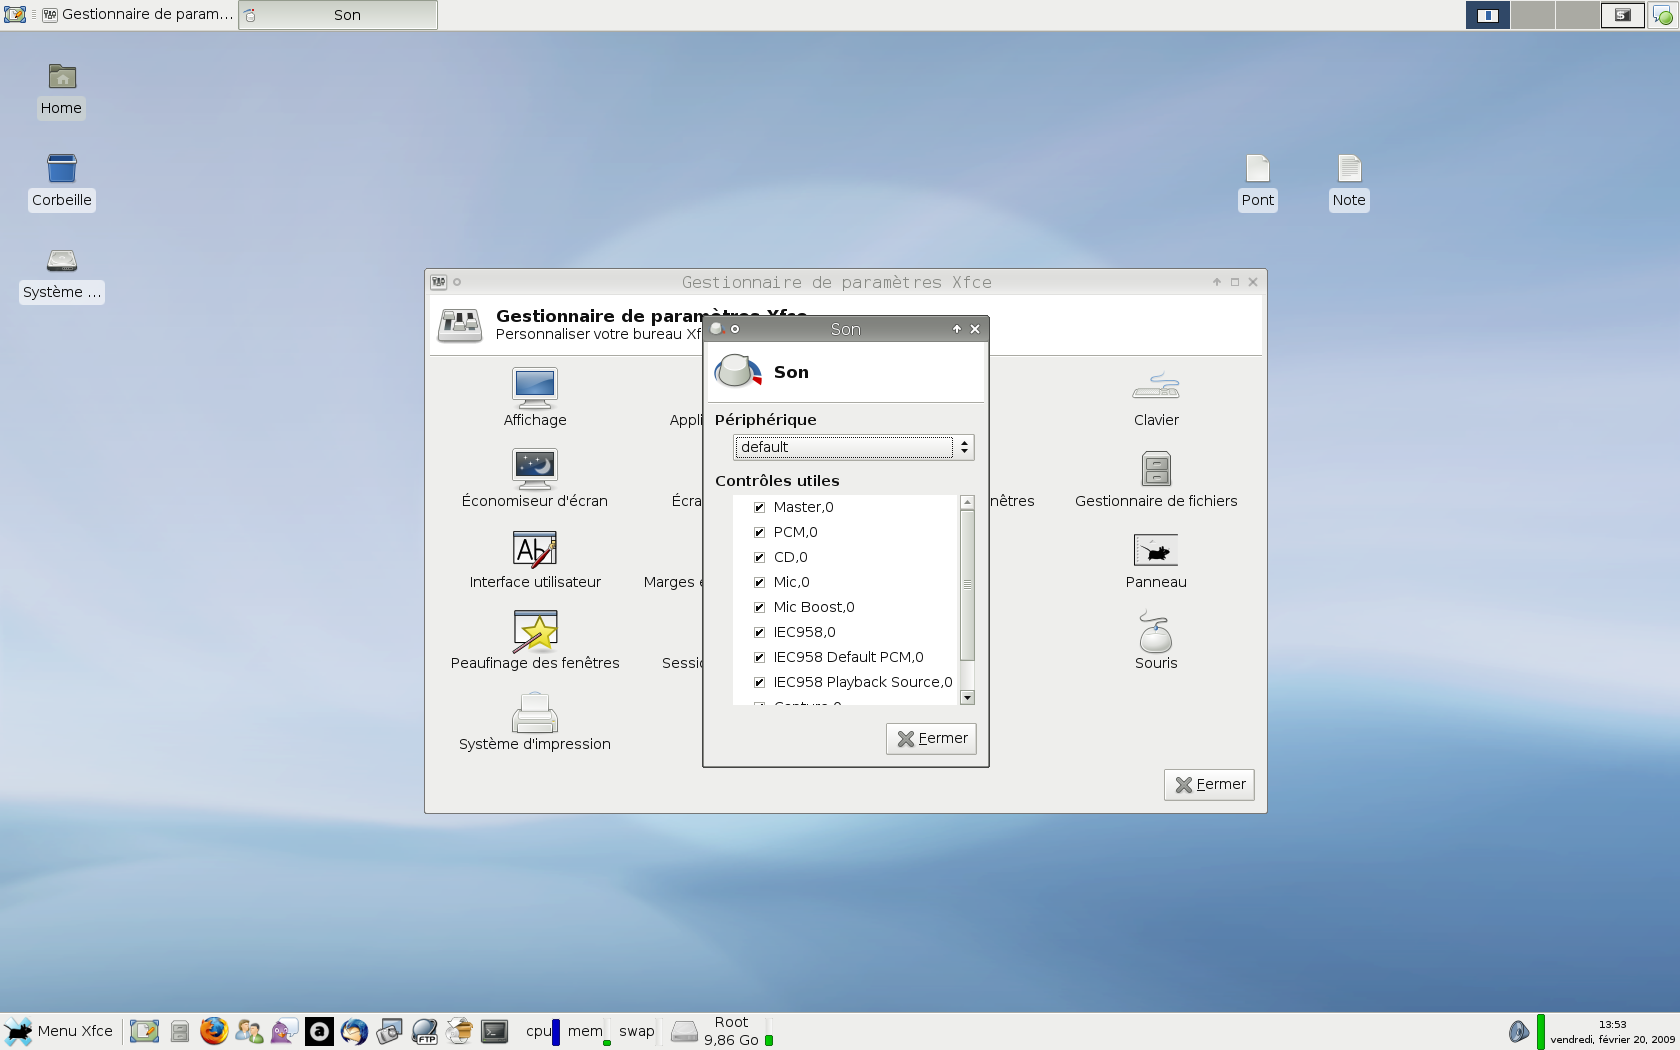 Gestionnaire de param...
Son
Home
Corbeille
Système ...
Pont
Note
Gestionnaire de paramètres Xfce
Gestionnaire de paramètres Xfce
Personnaliser votre bureau Xf
Affichage
Appli
Clavier
Économiseur d'écran
Écra
nêtres
Gestionnaire de fichiers
Interface utilisateur
Marges e
Panneau
Peaufinage des fenêtres
Sessio
Souris
Système d'impression
Fermer
Son
Son
Périphérique
default
Contrôles utiles
Master,0
PCM,0
CD,0
Mic,0
Mic Boost,0
IEC958,0
IEC958 Default PCM,0
IEC958 Playback Source,0
Capture,0
Fermer
Menu Xfce
a
FTP
cpu
mem
swap
Root
9,86 Go
13:53
vendredi, février 20, 2009